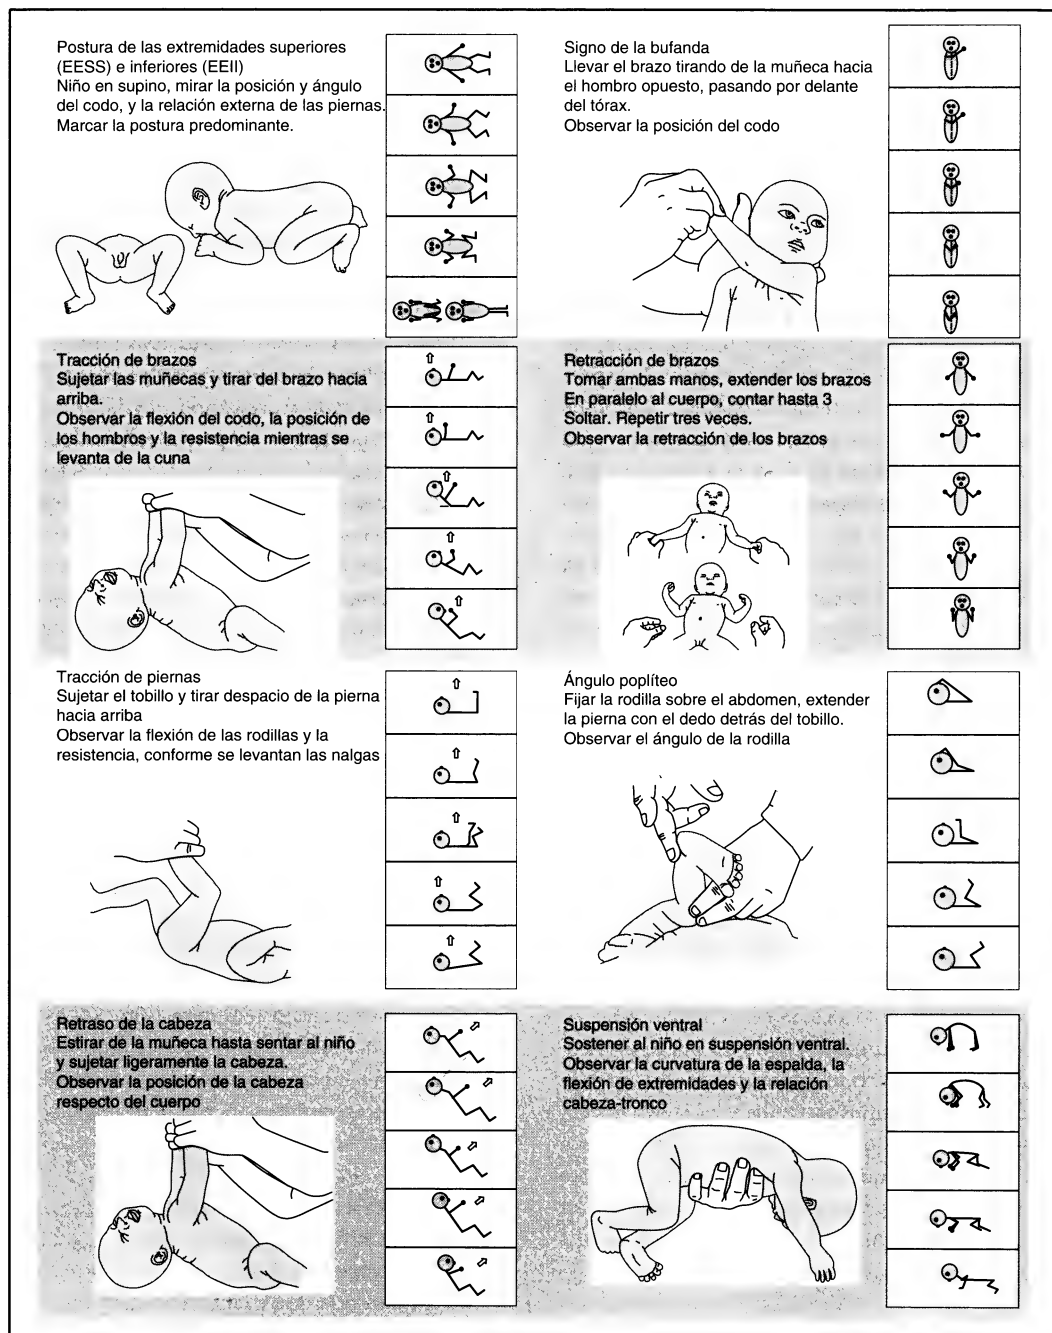 Postura de las extremidades superiores
(EESS) e inferiores (EEII)
Niño en supino, mirar la posición y ángulo
del codo, y la relación externa de las piernas.
Marcar la postura predominante.
Signo de la bufanda
Llevar el brazo tirando de la muñeca hacia
el hombro opuesto, pasando por delante
del tórax.
Observar la posición del codo
Tracción de brazos
Sujetar las muñecas y tirar del brazo hacia
arriba.
Observar la flexión del codo, la posición de
los hombros y la resistencia mientras se
levanta de la cuna
Retracción de brazos
Tomar ambas manos, extender los brazos
En paralelo al cuerpo, contar hasta 3
Soltar. Repetir tres veces.
Observar la retracción de los brazos
Tracción de piernas
Sujetar el tobillo y tirar despacio de la pierna
hacia arriba
Observar la flexión de las rodillas y la
resistencia, conforme se levantan las nalgas
Ángulo poplíteo
Fijar la rodilla sobre el abdomen, extender
la pierna con el dedo detrás del tobillo.
Observar el ángulo de la rodilla
Retraso de la cabeza
Estirar de la muñeca hasta sentar al niño
y sujetar ligeramente la cabeza.
Observar la posición de la cabeza
respecto del cuerpo
Suspensión ventral
Sostener al niño en suspensión ventral.
Observar la curvatura de la espalda, la
flexión de extremidades y la relación
cabeza-tronco